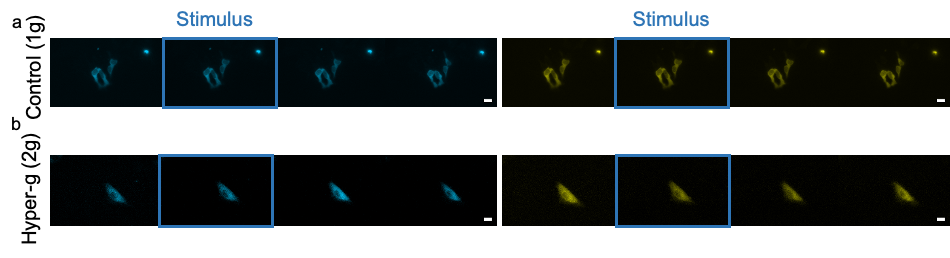 a
Stimulus
Stimulus
Control (1g)
b
Hyper-g (2g)